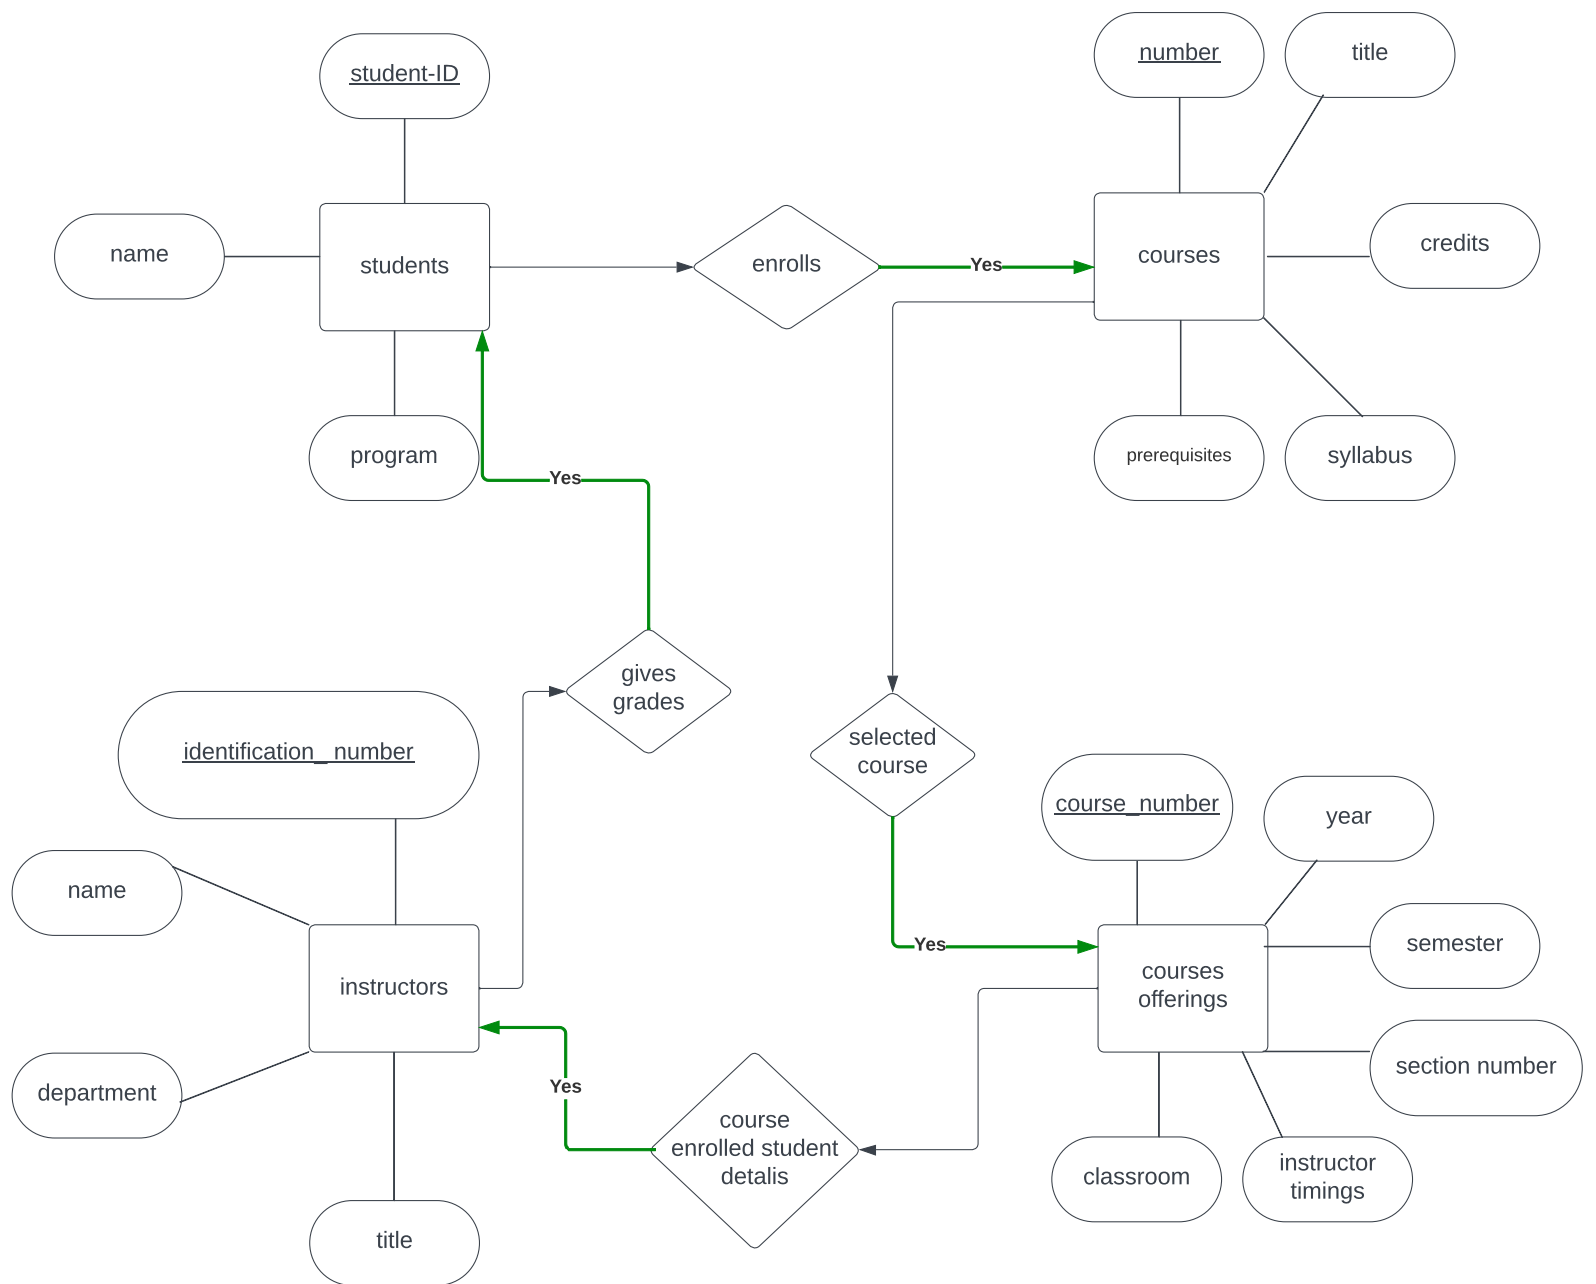 number
title
student-ID
name
students
enrolls
Yes
courses
credits
program
Yes
prerequisites
syllabus
gives
grades
identification_ number
selected
course
course_number
year
name
instructors
Yes
courses
offerings
semester
department
Yes
course
enrolled student
detalis
section number
classroom
instructor
timings
title